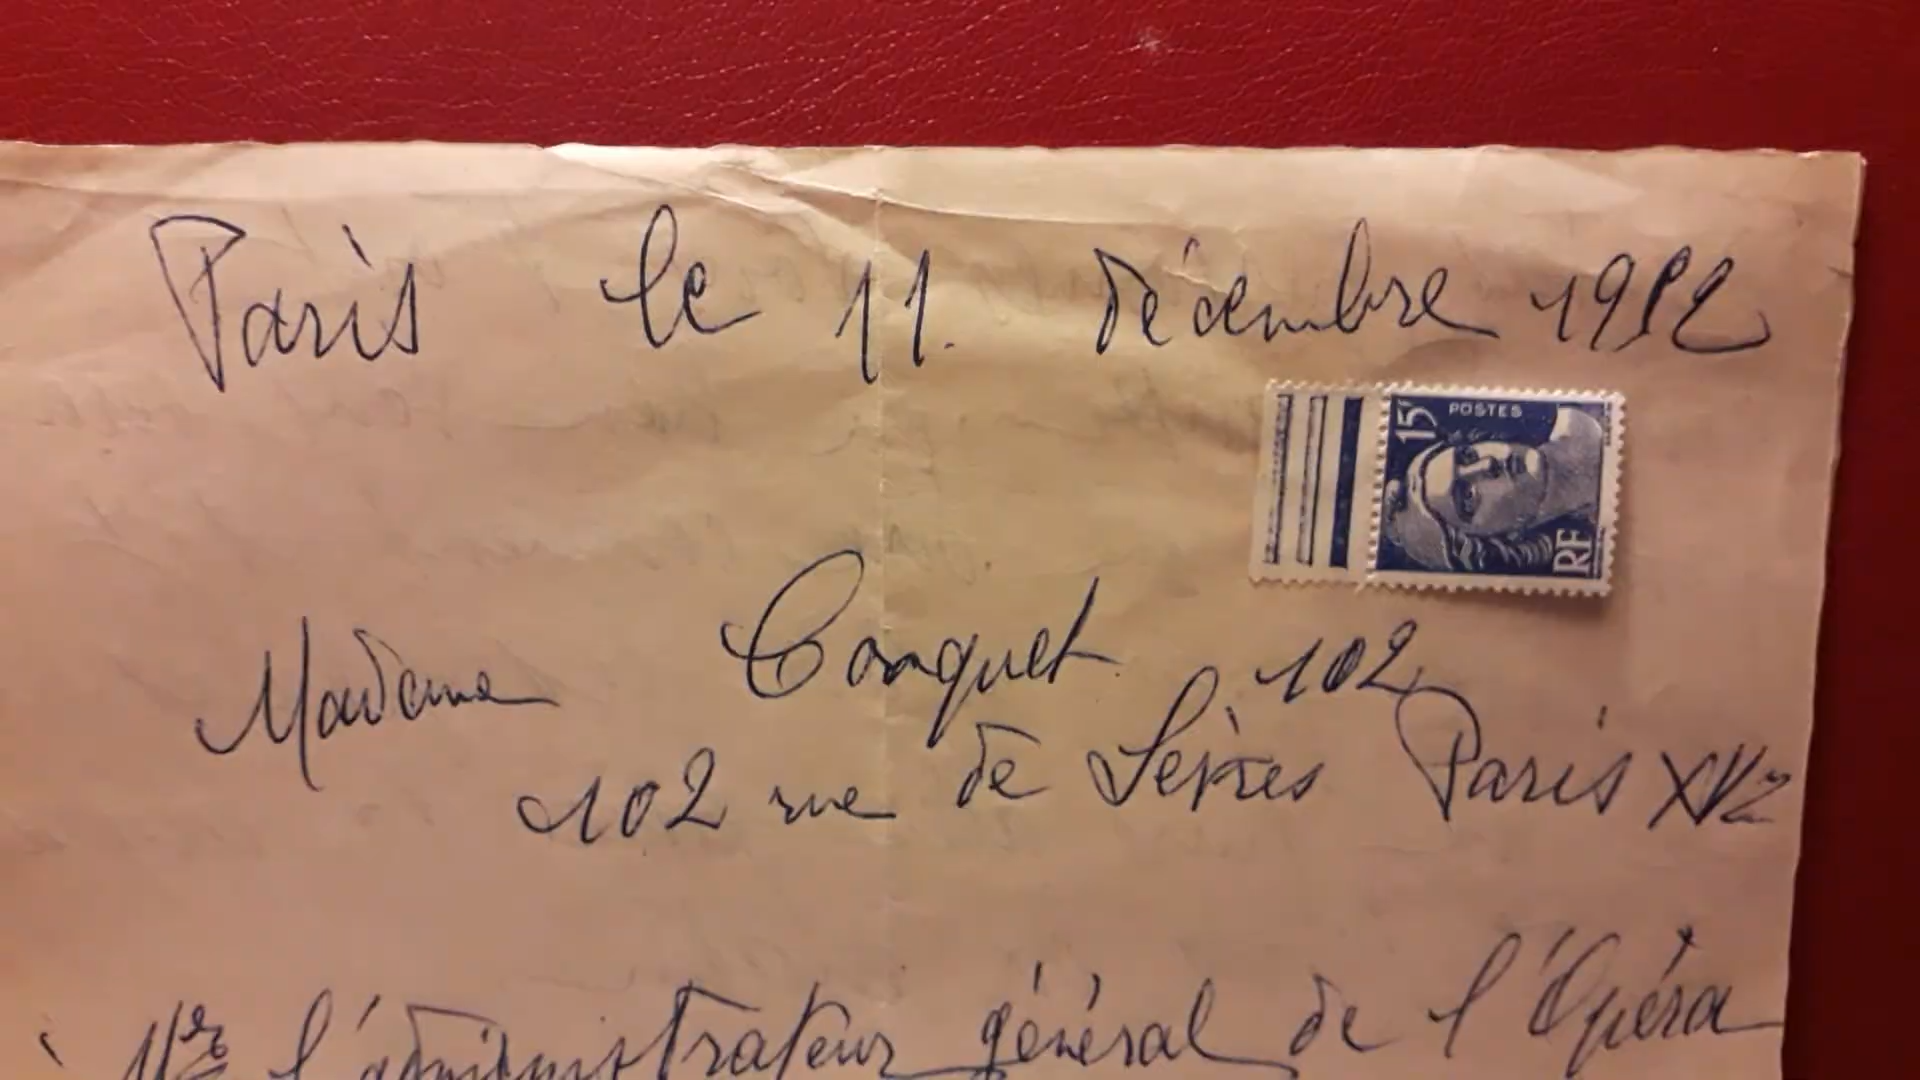 Paris le 11. décembre 1952
15f POSTES
RF
Madame Conquet 102
102 rue de Sèvres Paris XV
à Mr l'administrateur général de l'Opéra